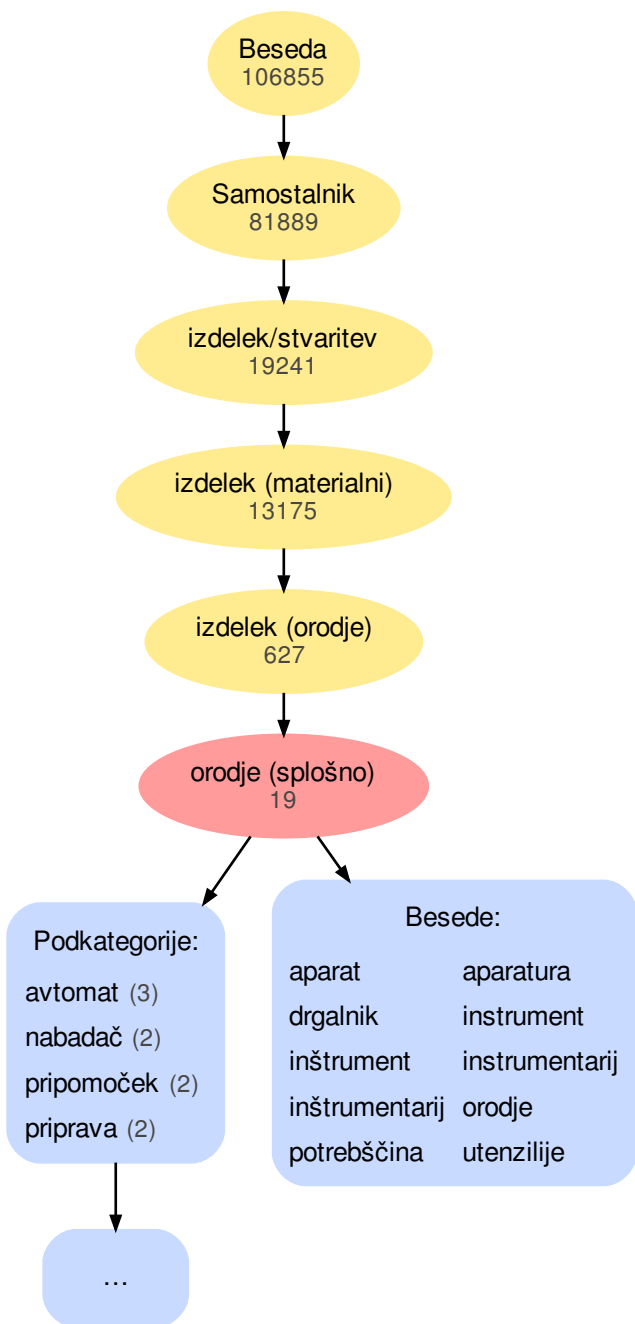 Beseda
106855
Samostalnik
81889
izdelek/stvaritev
19241
izdelek (materialni)
13175
izdelek (orodje)
627
orodje (splošno)
19
Podkategorije:
avtomat (3)
nabadač (2)
pripomoček (2)
priprava (2)
...
Besede:
aparat aparatura
drgalnik instrument
inštrument instrumentarij
inštrumentarij orodje
potrebščina utenzilije